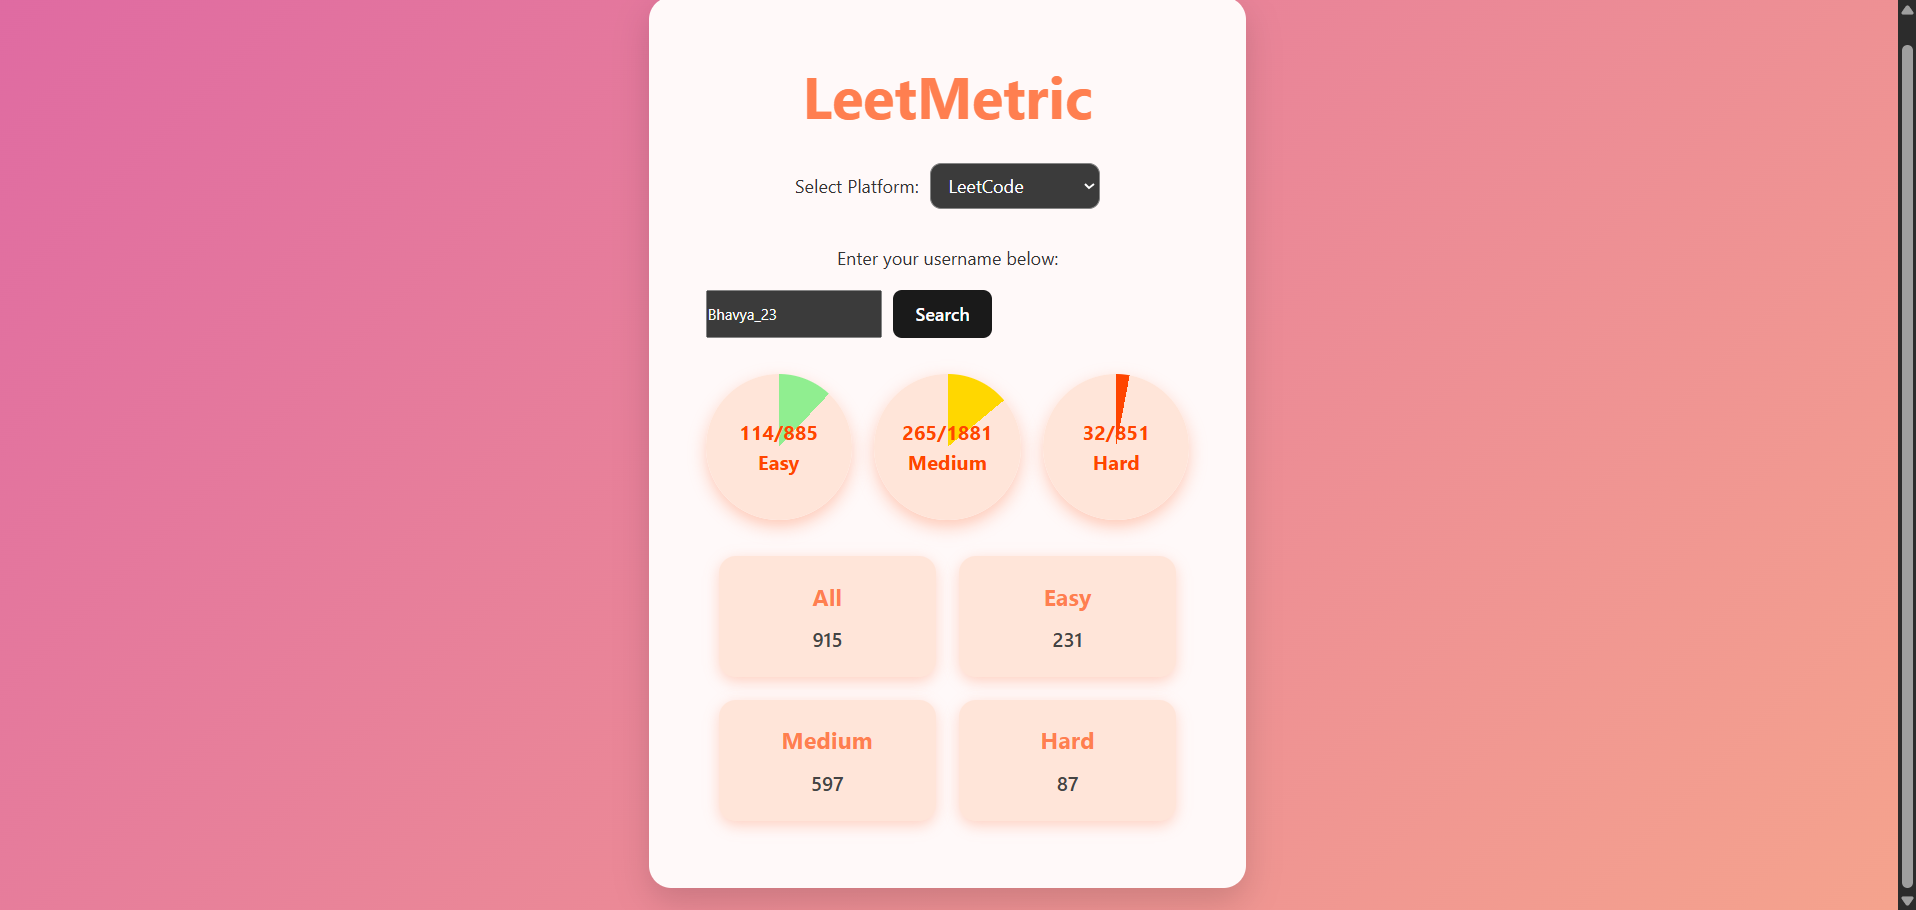 LeetMetric
Select Platform: LeetCode
Enter your username below:
Bhavya_23 Search
114/885 265/1881 32/851
Easy Medium Hard
All Easy
915 231
Medium Hard
597 87